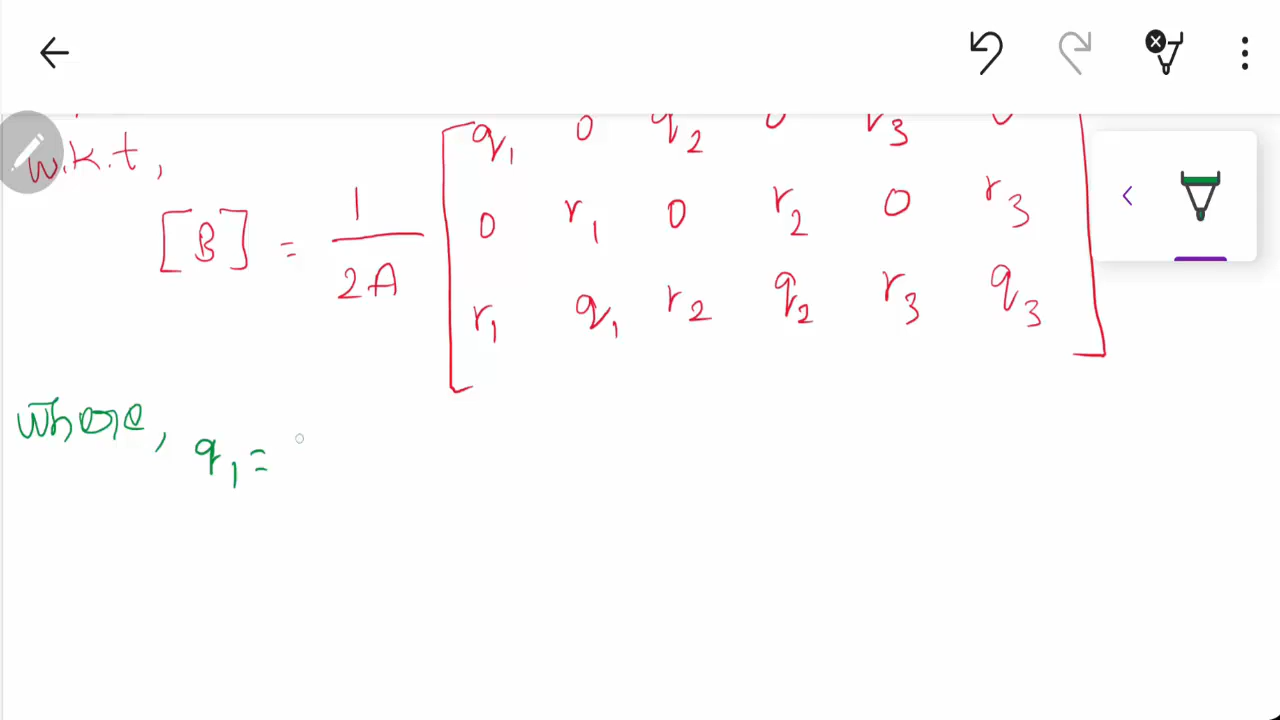 q1 0 q2 0 r3 0
w.k.t,
0 r1 0 r2 0 r3
[B] = 1/2A
r1 q1 r2 q2 r3 q3
where, q1 =